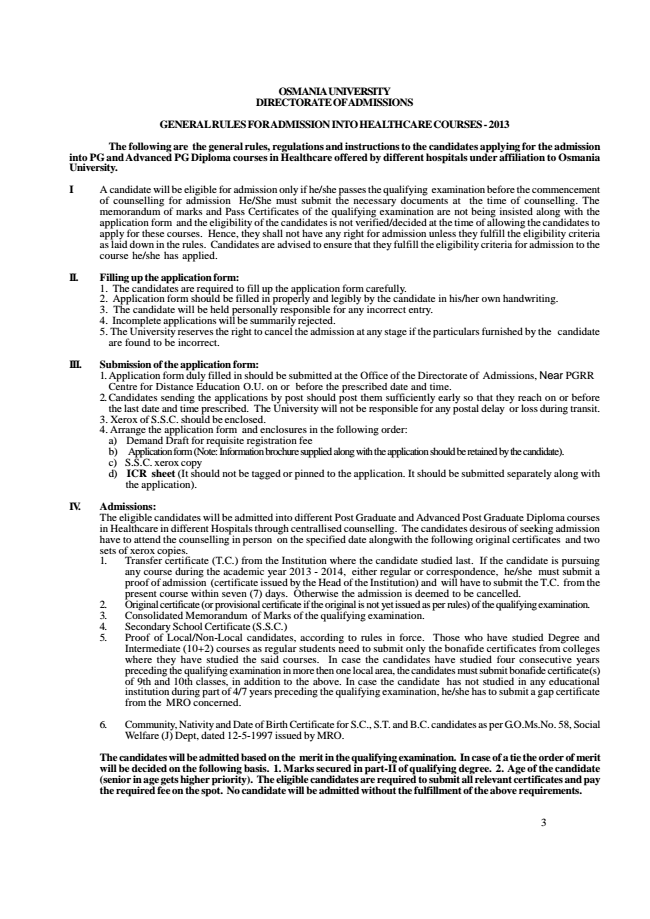 OSMANIA UNIVERSITY
DIRECTORATE OF ADMISSIONS
GENERAL RULES FOR ADMISSION INTO HEALTHCARE COURSES - 2013
The following are the general rules, regulations and instructions to the candidates applying for the admission
into PG and Advanced PG Diploma courses in Healthcare offered by different hospitals under affiliation to Osmania
University.
I A candidate will be eligible for admission only if he/she passes the qualifying examination before the commencement
of counselling for admission He/She must submit the necessary documents at the time of counselling. The
memorandum of marks and Pass Certificates of the qualifying examination are not being insisted along with the
application form and the eligibility of the candidates is not verified/decided at the time of allowing the candidates to
apply for these courses. Hence, they shall not have any right for admission unless they fulfill the eligibility criteria
as laid down in the rules. Candidates are advised to ensure that they fulfill the eligibility criteria for admission to the
course he/she has applied.
II. Filling up the application form:
1. The candidates are required to fill up the application form carefully.
2. Application form should be filled in properly and legibly by the candidate in his/her own handwriting.
3. The candidate will be held personally responsible for any incorrect entry.
4. Incomplete applications will be summarily rejected.
5. The University reserves the right to cancel the admission at any stage if the particulars furnished by the candidate
are found to be incorrect.
III. Submission of the application form:
1. Application form duly filled in should be submitted at the Office of the Directorate of Admissions, Near PGRR
Centre for Distance Education O.U. on or before the prescribed date and time.
2. Candidates sending the applications by post should post them sufficiently early so that they reach on or before
the last date and time prescribed. The University will not be responsible for any postal delay or loss during transit.
3. Xerox of S.S.C. should be enclosed.
4. Arrange the application form and enclosures in the following order:
a) Demand Draft for requisite registration fee
b) Application form (Note: Information brochure supplied along with the application should be retained by the candidate).
c) S.S.C. xerox copy
d) ICR sheet (It should not be tagged or pinned to the application. It should be submitted separately along with
the application).
IV. Admissions:
The eligible candidates will be admitted into different Post Graduate and Advanced Post Graduate Diploma courses
in Healthcare in different Hospitals through centrallised counselling. The candidates desirous of seeking admission
have to attend the counselling in person on the specified date alongwith the following original certificates and two
sets of xerox copies.
1. Transfer certificate (T.C.) from the Institution where the candidate studied last. If the candidate is pursuing
any course during the academic year 2013 - 2014, either regular or correspondence, he/she must submit a
proof of admission (certificate issued by the Head of the Institution) and will have to submit the T.C. from the
present course within seven (7) days. Otherwise the admission is deemed to be cancelled.
2. Original certificate (or provisional certificate if the original is not yet issued as per rules) of the qualifying examination.
3. Consolidated Memorandum of Marks of the qualifying examination.
4. Secondary School Certificate (S.S.C.)
5. Proof of Local/Non-Local candidates, according to rules in force. Those who have studied Degree and
Intermediate (10+2) courses as regular students need to submit only the bonafide certificates from colleges
where they have studied the said courses. In case the candidates have studied four consecutive years
preceding the qualifying examination in more then one local area, the candidates must submit bonafide certificate(s)
of 9th and 10th classes, in addition to the above. In case the candidate has not studied in any educational
institution during part of 4/7 years preceding the qualifying examination, he/she has to submit a gap certificate
from the MRO concerned.
6. Community, Nativity and Date of Birth Certificate for S.C., S.T. and B.C. candidates as per G.O.Ms.No. 58, Social
Welfare (J) Dept, dated 12-5-1997 issued by MRO.
The candidates will be admitted based on the merit in the qualifying examination. In case of a tie the order of merit
will be decided on the following basis. 1. Marks secured in part-II of qualifying degree. 2. Age of the candidate
(senior in age gets higher priority). The eligible candidates are required to submit all relevant certificates and pay
the required fee on the spot. No candidate will be admitted without the fulfillment of the above requirements.
3